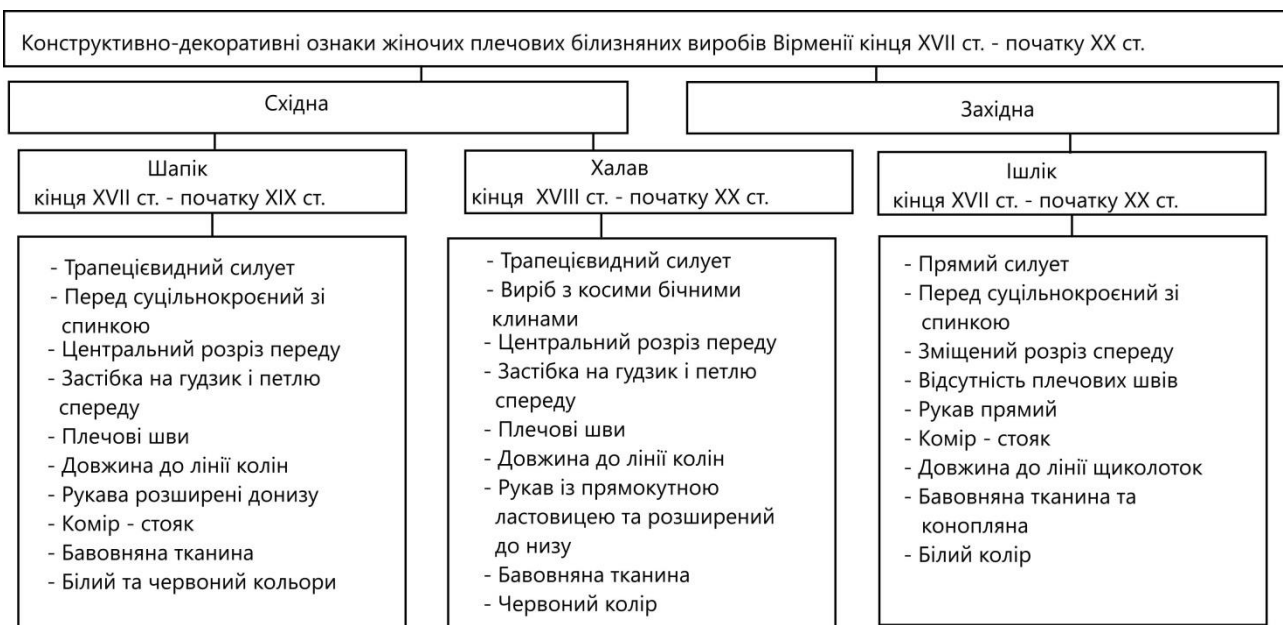 Конструктивно-декоративні ознаки жіночих плечових білизняних виробів Вірменії кінця XVII ст. - початку XX ст.
Східна
Західна
Шапік
кінця XVII ст. - початку XIX ст.
Халав
кінця XVIII ст. - початку XX ст.
Ішлік
кінця XVII ст. - початку XX ст.
- Трапецієвидний силует
- Перед суцільнокроєний зі
спинкою
- Центральний розріз переду
- Застібка на гудзик і петлю
спереду
- Плечові шви
- Довжина до лінії колін
- Рукава розширені донизу
- Комір - стояк
- Бавовняна тканина
- Білий та червоний кольори
- Трапецієвидний силует
- Виріб з косими бічними
клинами
- Центральний розріз переду
- Застібка на гудзик і петлю
спереду
- Плечові шви
- Довжина до лінії колін
- Рукав із прямокутною
ластовицею та розширений
до низу
- Бавовняна тканина
- Червоний колір
- Прямий силует
- Перед суцільнокроєний зі
спинкою
- Зміщений розріз спереду
- Відсутність плечових швів
- Рукав прямий
- Комір - стояк
- Довжина до лінії щиколоток
- Бавовняна тканина та
конопляна
- Білий колір